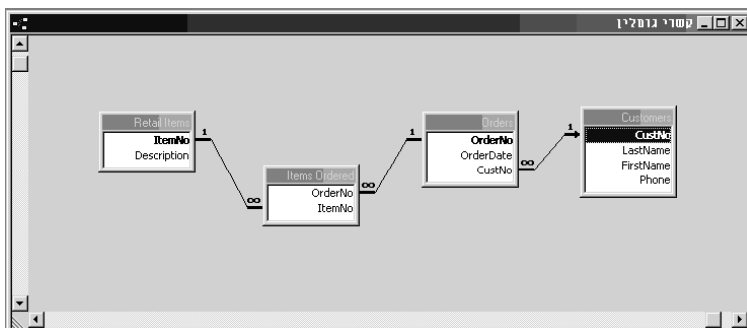 קשרי גומלין
Retail Items
ItemNo
Description
1
∞
Items Ordered
OrderNo
ItemNo
∞
1
Orders
OrderNo
OrderDate
CustNo
∞
1
Customers
CustNo
LastName
FirstName
Phone